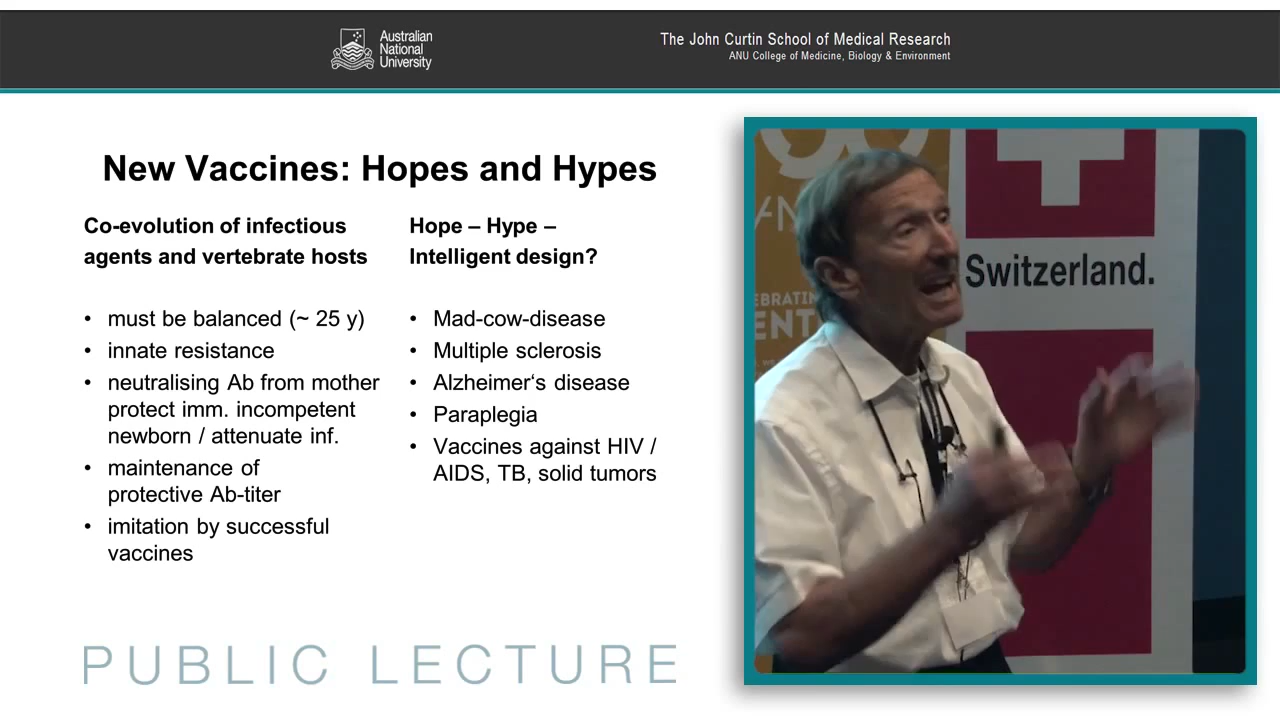 Australian
National
University
The John Curtin School of Medical Research
ANU College of Medicine, Biology & Environment
New Vaccines: Hopes and Hypes
Co-evolution of infectious
agents and vertebrate hosts
• must be balanced (~ 25 y)
• innate resistance
• neutralising Ab from mother
protect imm. incompetent
newborn / attenuate inf.
• maintenance of
protective Ab-titer
• imitation by successful
vaccines
Hope – Hype –
Intelligent design?
• Mad-cow-disease
• Multiple sclerosis
• Alzheimer‘s disease
• Paraplegia
• Vaccines against HIV /
AIDS, TB, solid tumors
Switzerland.
PUBLIC LECTURE